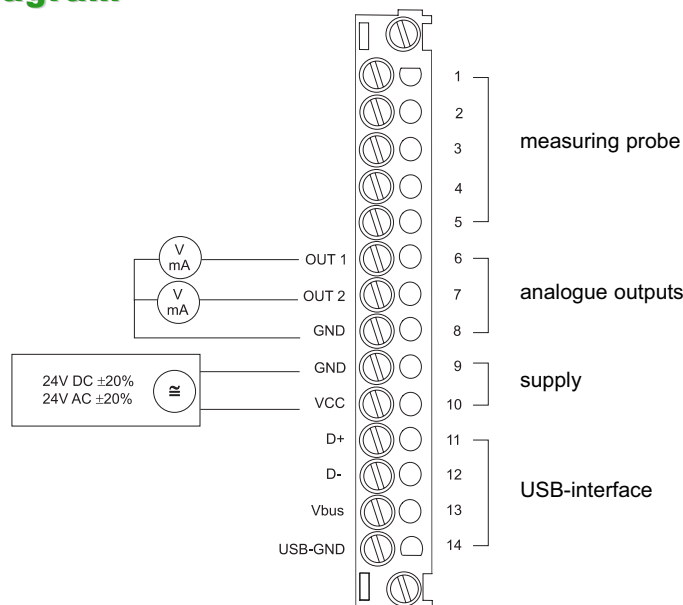 1
2
3
4
5
measuring probe
V
mA
OUT 1
6
V
mA
OUT 2
7
GND
8
analogue outputs
24V DC ±20%
24V AC ±20%
≅
GND
9
VCC
10
supply
D+
11
D-
12
Vbus
13
USB-GND
14
USB-interface